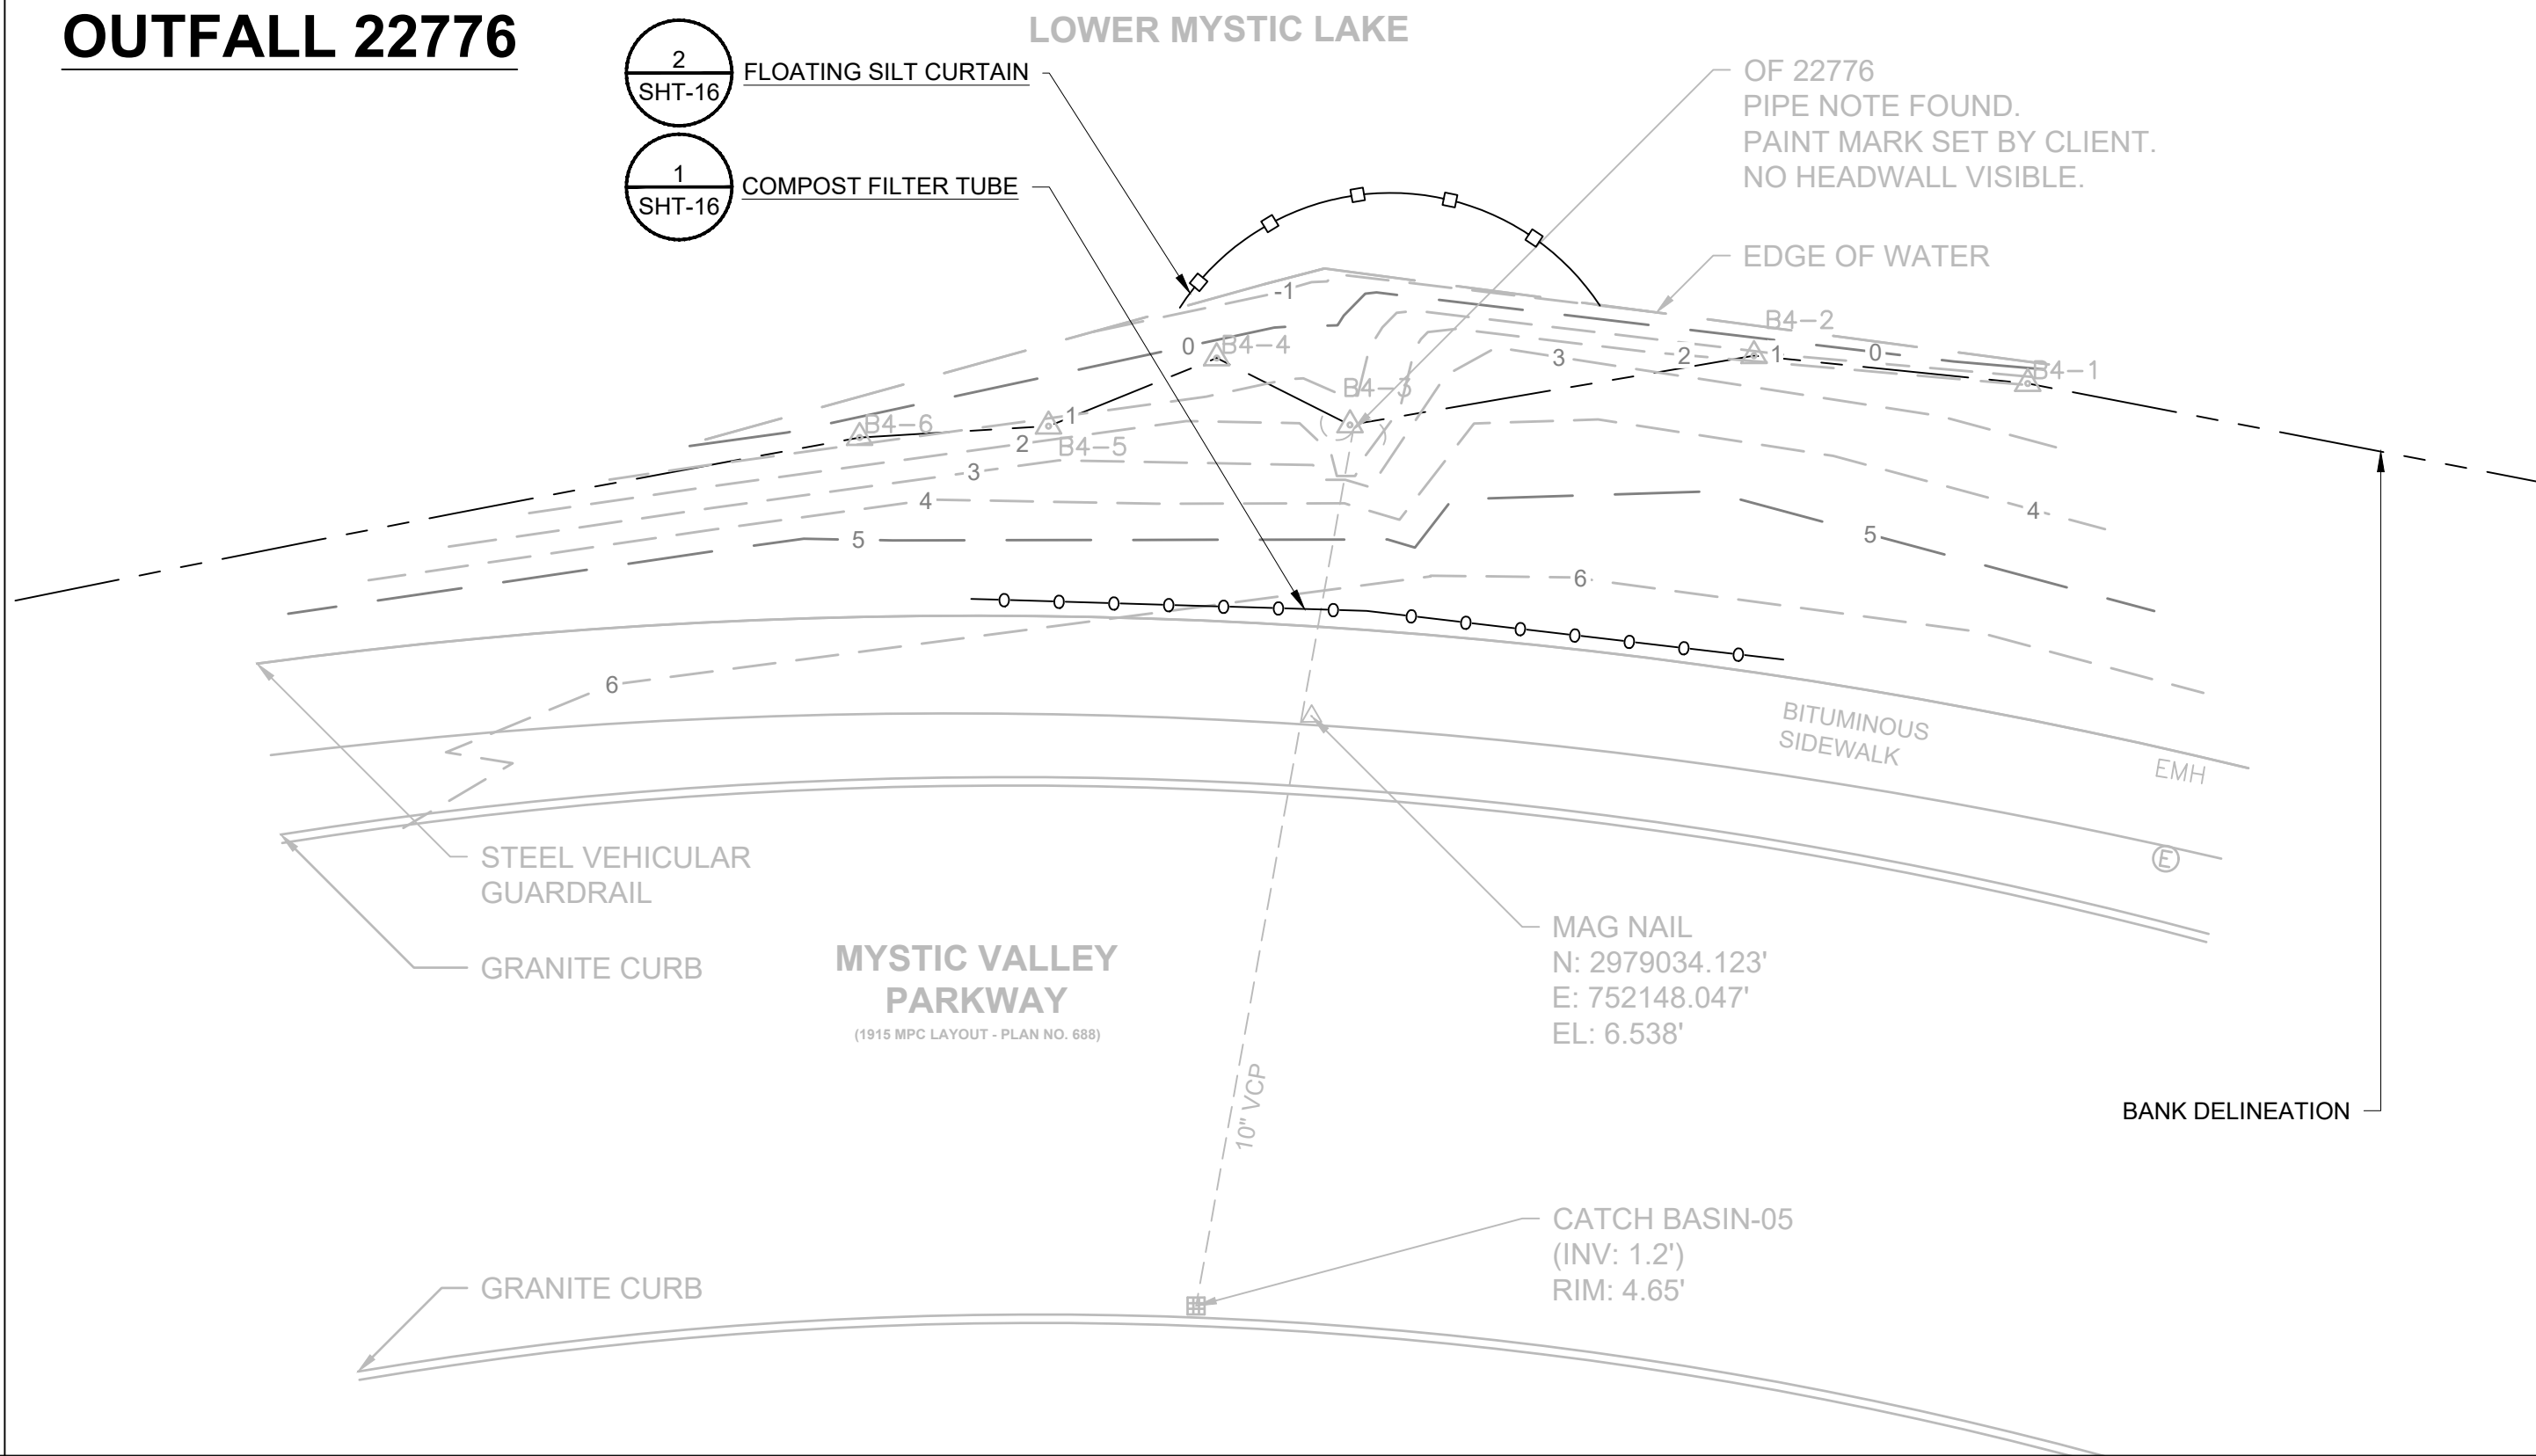 OUTFALL 22776
LOWER MYSTIC LAKE
2
SHT-16
FLOATING SILT CURTAIN
1
SHT-16
COMPOST FILTER TUBE
OF 22776
PIPE NOTE FOUND.
PAINT MARK SET BY CLIENT.
NO HEADWALL VISIBLE.
EDGE OF WATER
-1
0
B4-4
B4-2
3
2
1
0
B4-1
B4-3
B4-6
1
B4-5
2
3
4
5
4
5
6
6
BITUMINOUS
SIDEWALK
EMH
E
STEEL VEHICULAR
GUARDRAIL
GRANITE CURB
MYSTIC VALLEY
PARKWAY
(1915 MPC LAYOUT - PLAN NO. 688)
MAG NAIL
N: 2979034.123'
E: 752148.047'
EL: 6.538'
10" VCP
BANK DELINEATION
CATCH BASIN-05
(INV: 1.2')
RIM: 4.65'
GRANITE CURB